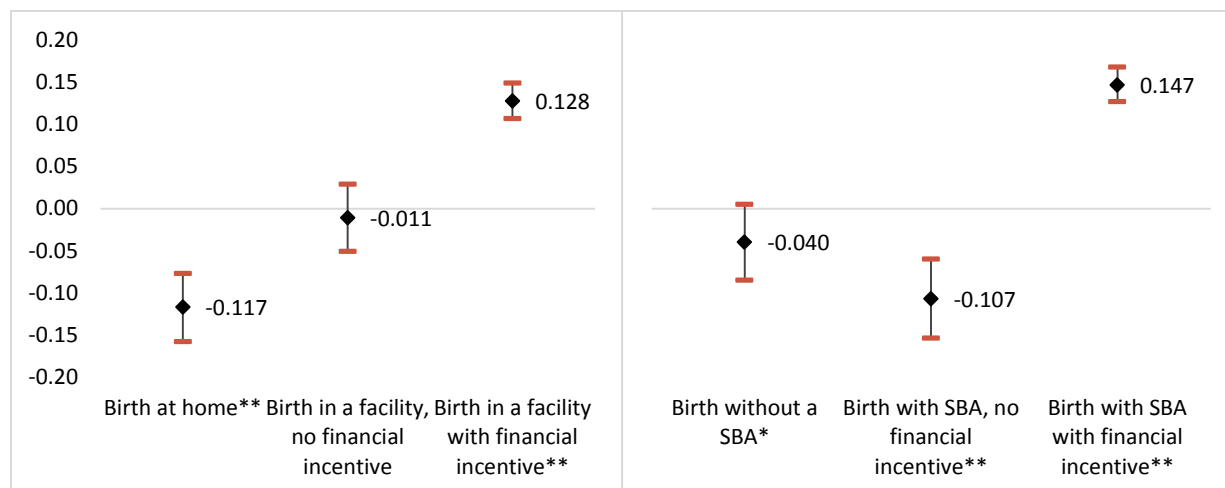 0.20
0.15
0.10
0.05
0.00
-0.05
-0.10
-0.15
-0.20
-0.117
-0.011
0.128
-0.040
-0.107
0.147
Birth at home**
Birth in a facility,
no financial
incentive
Birth in a facility
with financial
incentive**
Birth without a
SBA*
Birth with SBA, no
financial
incentive**
Birth with SBA
with financial
incentive**